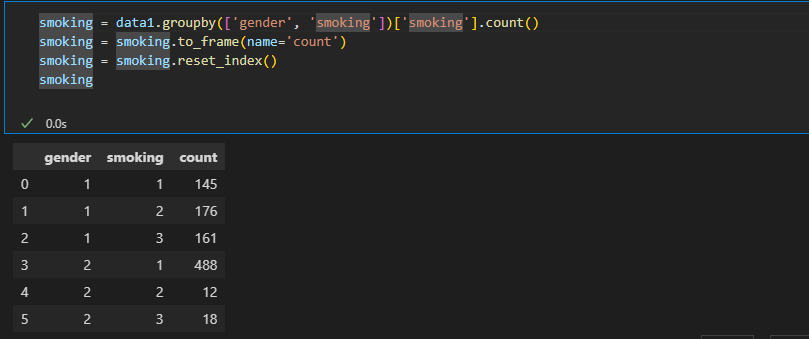 smoking = data1.groupby(['gender', 'smoking'])['smoking'].count()
smoking = smoking.to_frame(name='count')
smoking = smoking.reset_index()
smoking
0.0s
gender smoking count
0 1 1 145
1 1 2 176
2 1 3 161
3 2 1 488
4 2 2 12
5 2 3 18